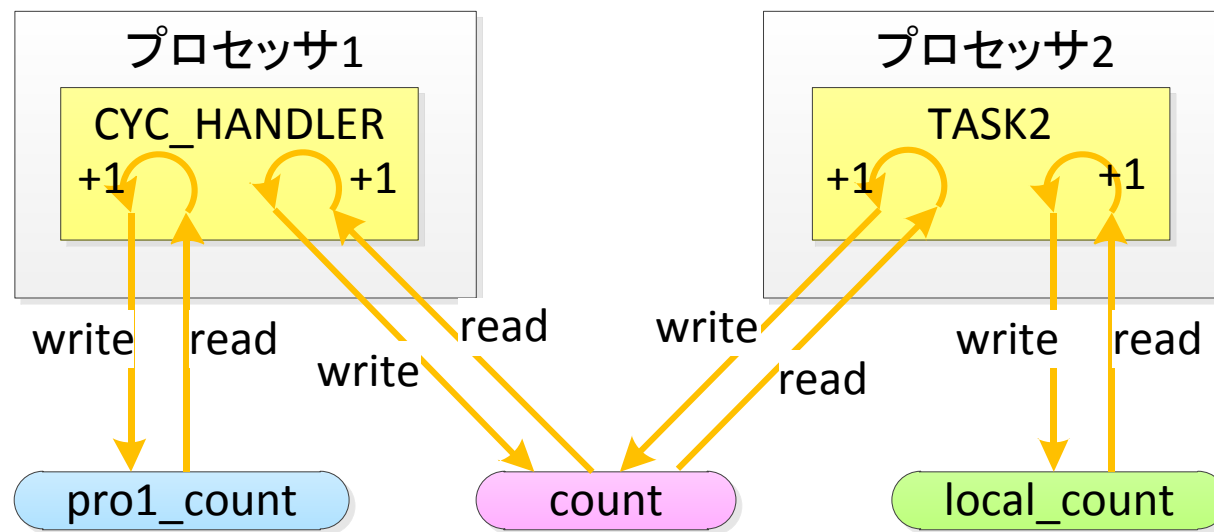 プロセッサ1
CYC_HANDLER
+1
+1
プロセッサ2
TASK2
+1
+1
write
read
write
read
write
read
write
read
pro1_count
count
local_count